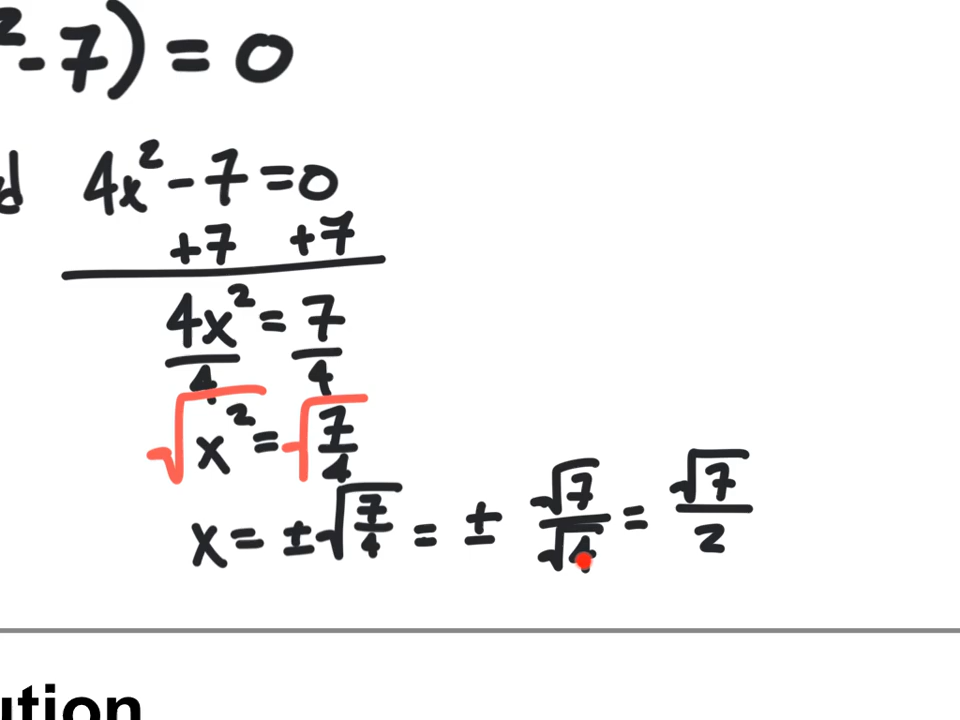 ²-7) = 0
d 4x² - 7 = 0
+7 +7
4x²/4 = 7/4
√x² = √(7/4)
x = ±√(7/4) = ± √7/√4 = √7/2
ution